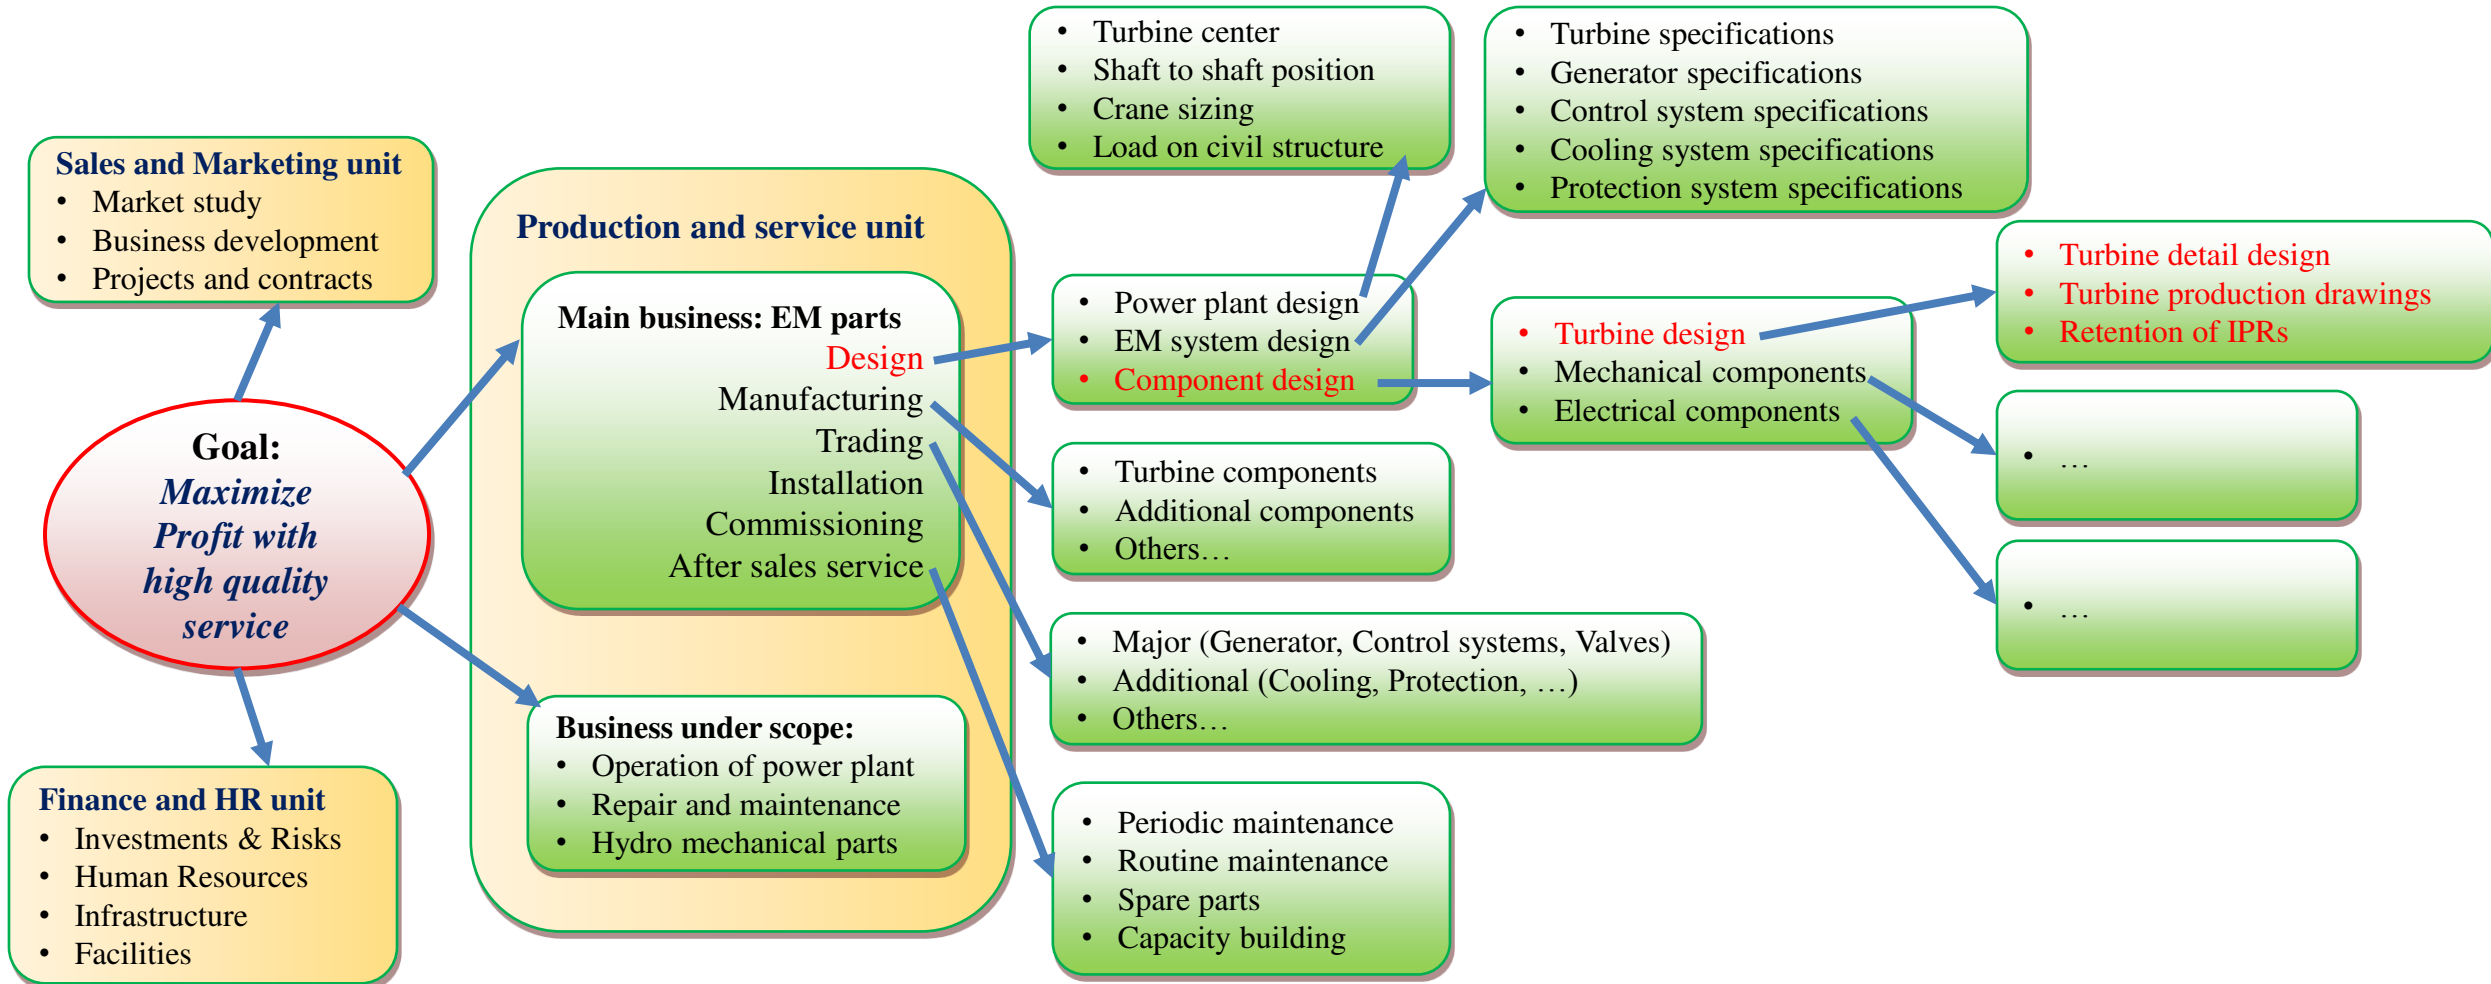 Sales and Marketing unit
• Market study
• Business development
• Projects and contracts
Goal:
Maximize
Profit with
high quality
service
Finance and HR unit
• Investments & Risks
• Human Resources
• Infrastructure
• Facilities
Production and service unit
Main business: EM parts
Design
Manufacturing
Trading
Installation
Commissioning
After sales service
Business under scope:
• Operation of power plant
• Repair and maintenance
• Hydro mechanical parts
• Turbine center
• Shaft to shaft position
• Crane sizing
• Load on civil structure
• Turbine specifications
• Generator specifications
• Control system specifications
• Cooling system specifications
• Protection system specifications
• Power plant design
• EM system design
• Component design
• Turbine design
• Mechanical components
• Electrical components
• Turbine detail design
• Turbine production drawings
• Retention of IPRs
• …
• …
• Turbine components
• Additional components
• Others…
• Major (Generator, Control systems, Valves)
• Additional (Cooling, Protection, …)
• Others…
• Periodic maintenance
• Routine maintenance
• Spare parts
• Capacity building